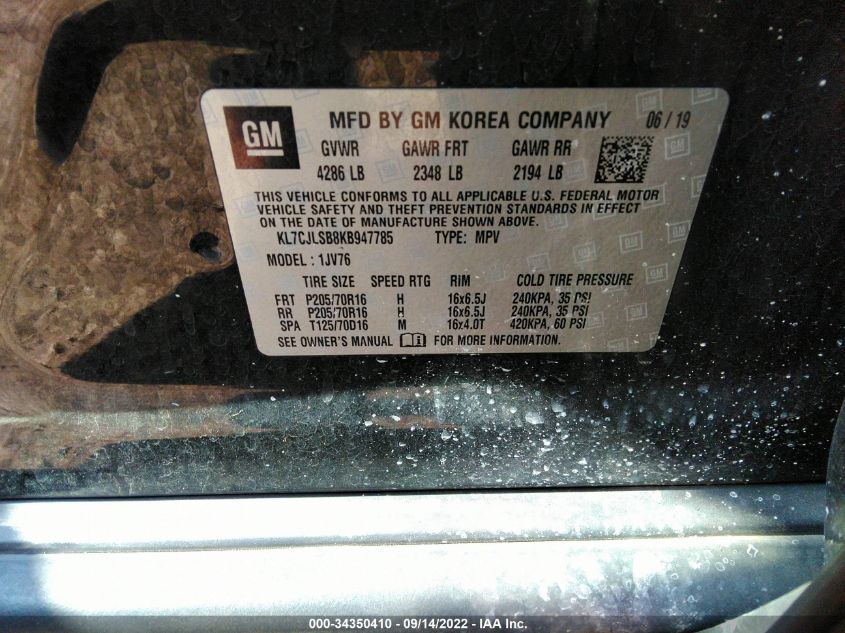 GM
MFD BY GM KOREA COMPANY 06/19
GVWR GAWR FRT GAWR RR
4286 LB 2348 LB 2194 LB
THIS VEHICLE CONFORMS TO ALL APPLICABLE U.S. FEDERAL MOTOR
VEHICLE SAFETY AND THEFT PREVENTION STANDARDS IN EFFECT
ON THE DATE OF MANUFACTURE SHOWN ABOVE.
KL7CJLSB8KB947785 TYPE: MPV
MODEL : 1JV76
TIRE SIZE SPEED RTG RIM COLD TIRE PRESSURE
FRT P205/70R16 H 16x6.5J 240KPA, 35 PSI
RR P205/70R16 H 16x6.5J 240KPA, 35 PSI
SPA T125/70D16 M 16x4.0T 420KPA, 60 PSI
SEE OWNER'S MANUAL FOR MORE INFORMATION.
000-34350410 - 09/14/2022 - IAA Inc.